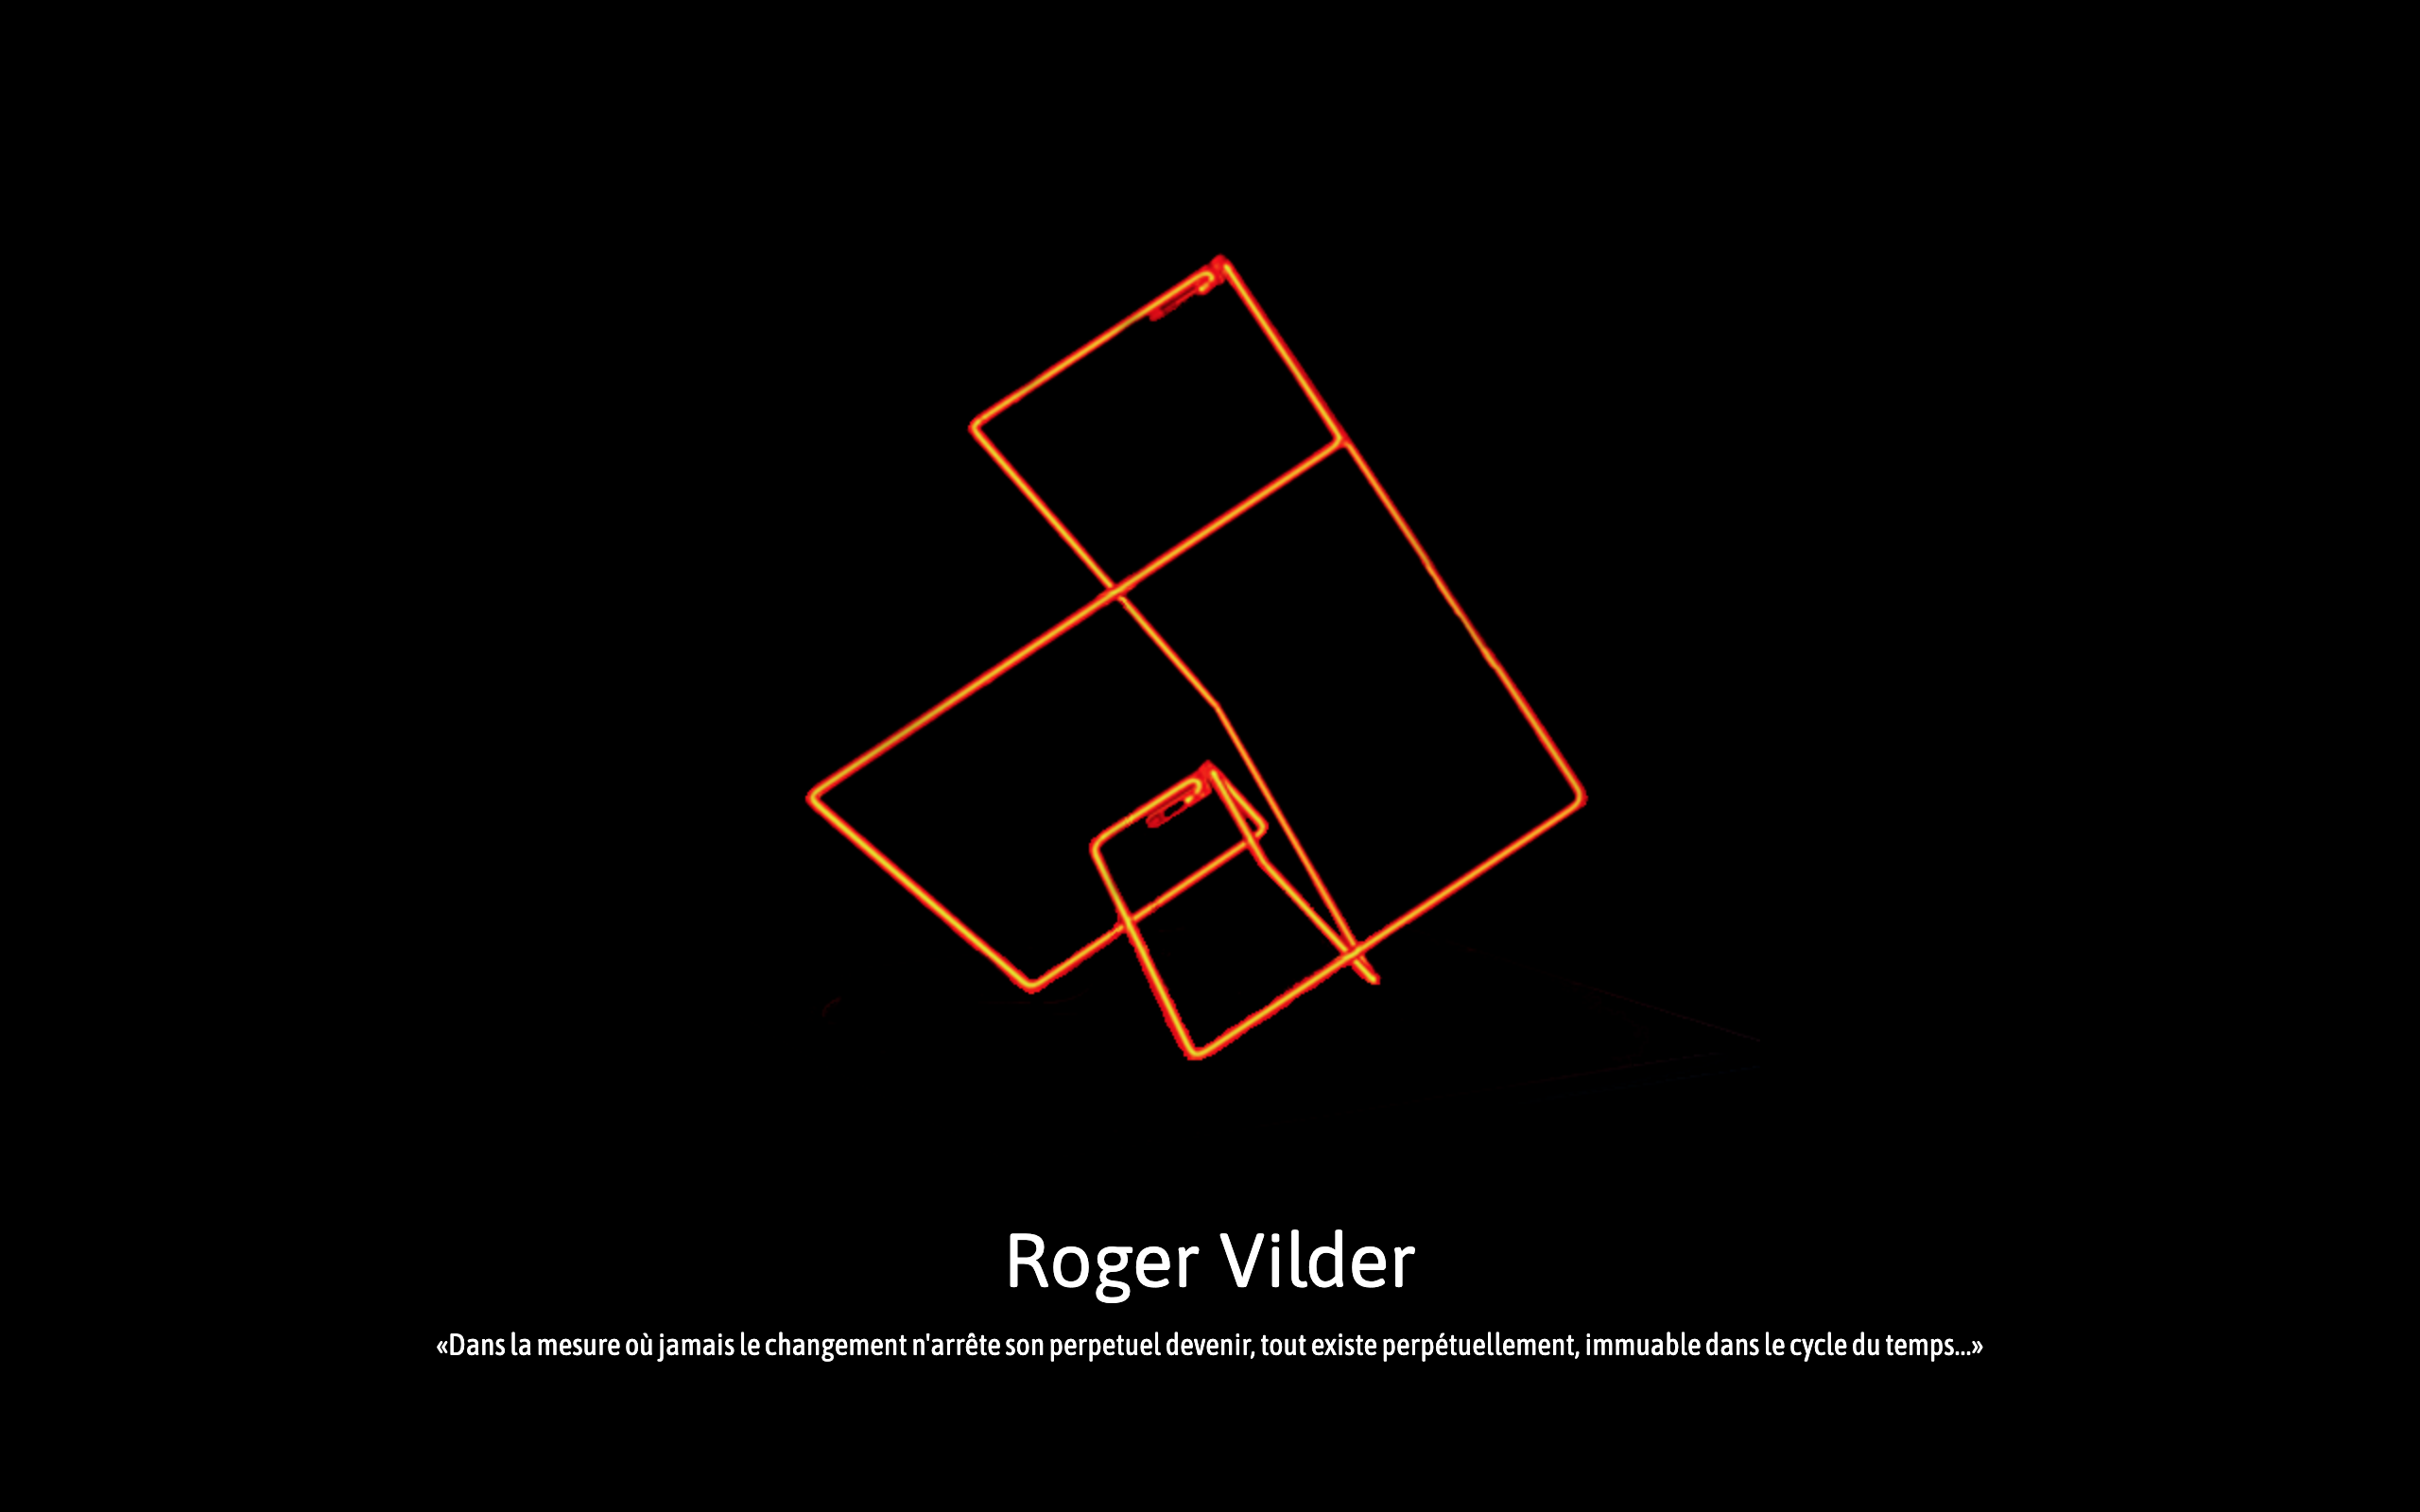 Roger Vilder
«Dans la mesure où jamais le changement n'arrête son perpetuel devenir, tout existe perpétuellement, immuable dans le cycle du temps...»